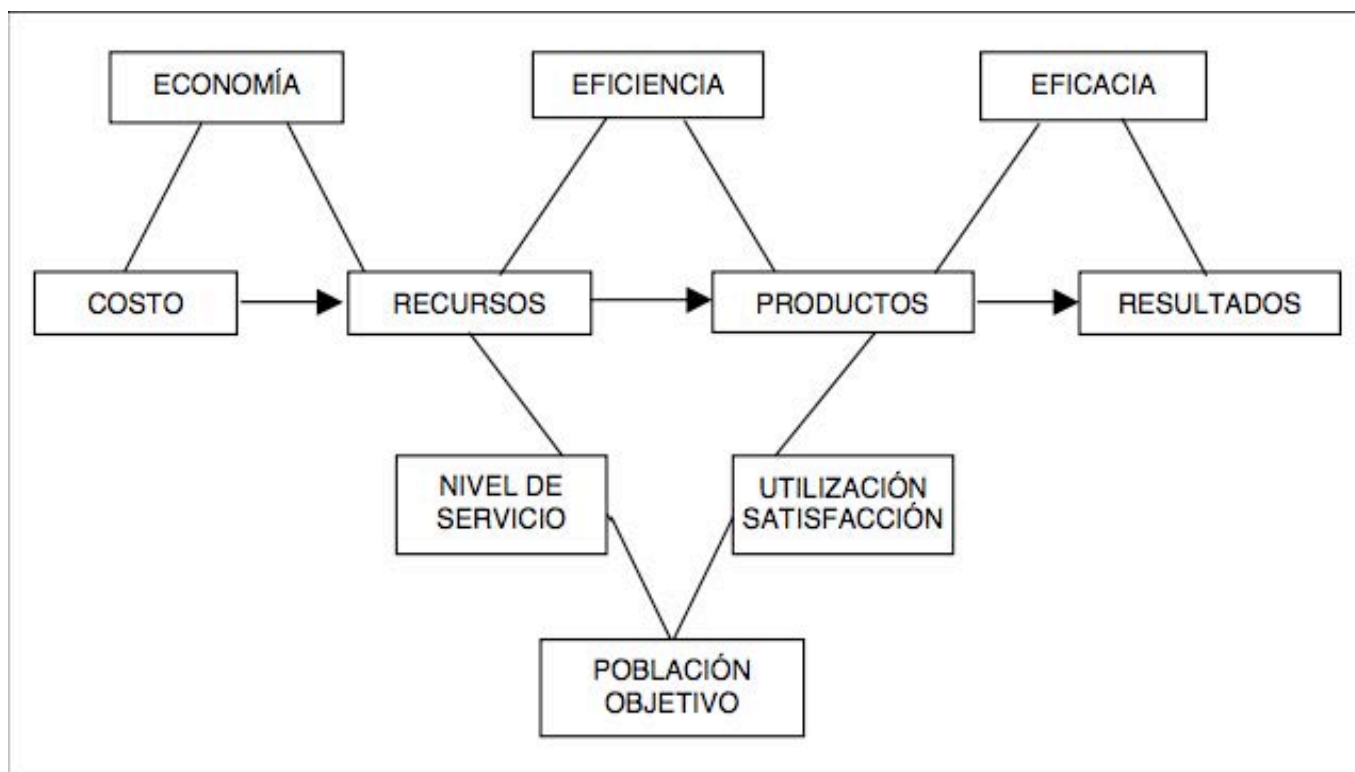 ECONOMÍA
EFICIENCIA
EFICACIA
COSTO
RECURSOS
PRODUCTOS
RESULTADOS
NIVEL DE
SERVICIO
UTILIZACIÓN
SATISFACCIÓN
POBLACIÓN
OBJETIVO